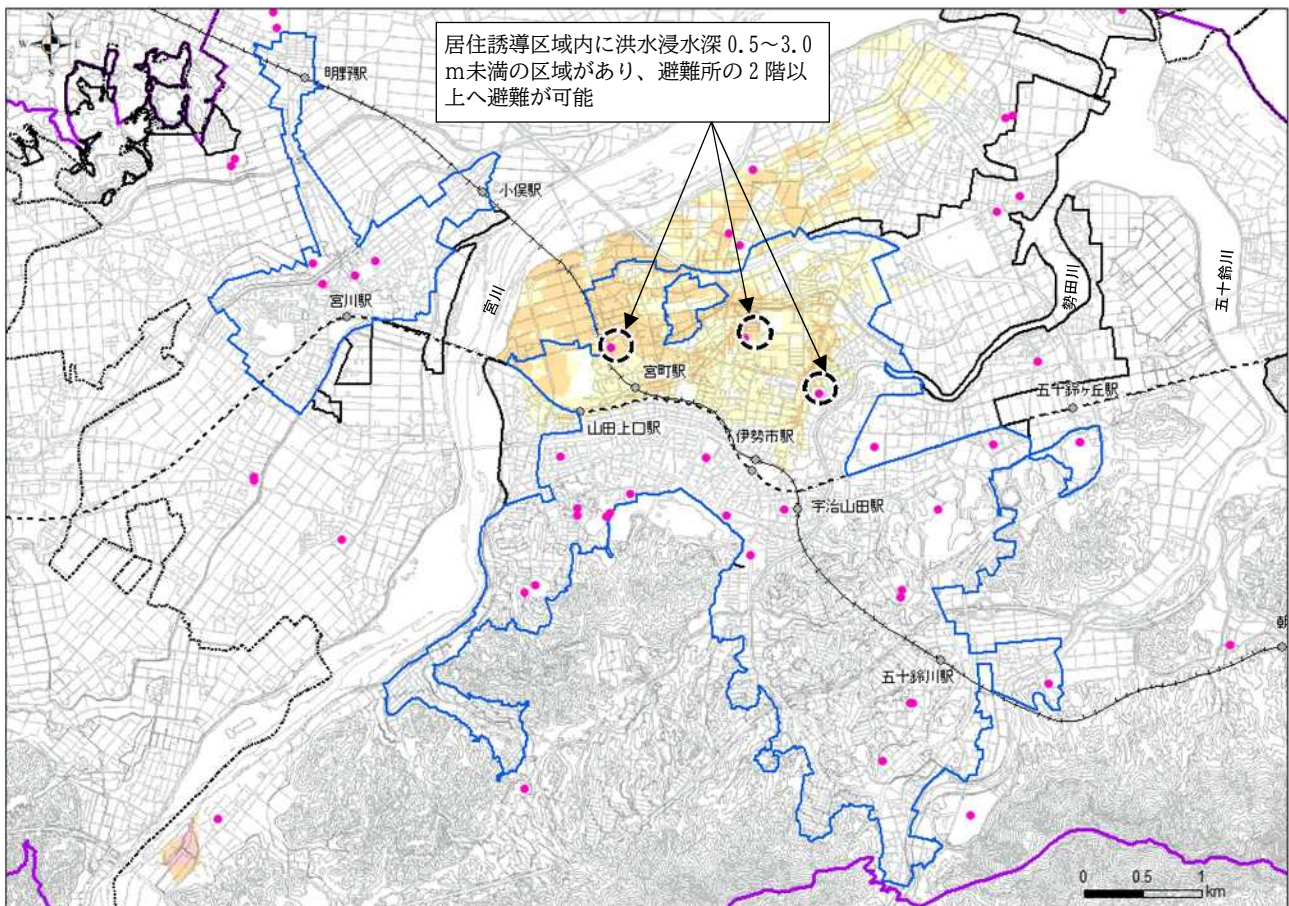 居住誘導区域内に洪水浸水深0.5~3.0
m未満の区域があり、避難所の2階以
上へ避難が可能
N
W
E
S
明野駅
小俣駅
宮川駅
宮川
勢田川
五十鈴川
宮町駅
五十鈴ヶ丘駅
山田上口駅
伊勢市駅
宇治山田駅
五十鈴川駅
朝
0 0.5 1
km